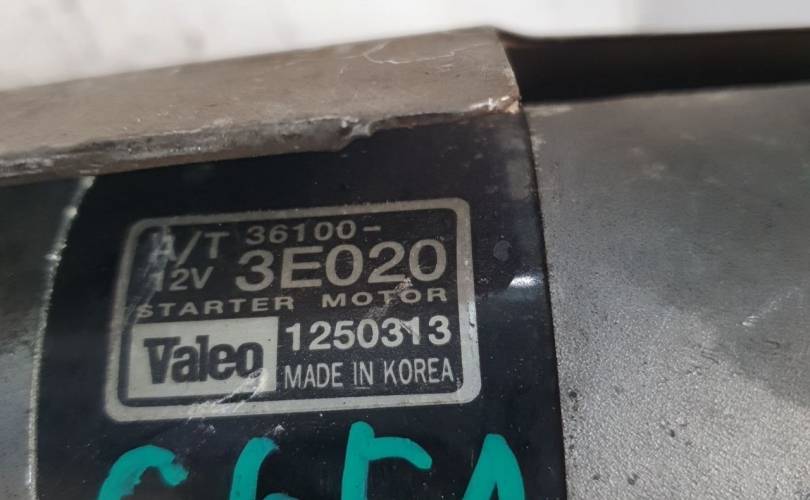 A/T 36100-
12V 3E020
STARTER MOTOR
Valeo 1250313
MADE IN KOREA